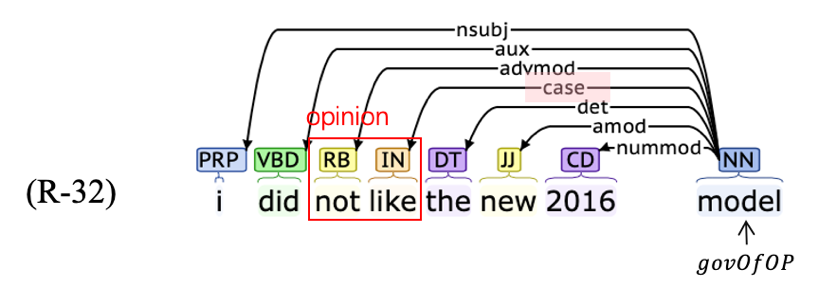 nsubj
aux
advmod
case
opinion
det
amod
nummod
PRP VBD RB IN DT JJ CD NN
(R-32) i did not like the new 2016 model
govOfOP